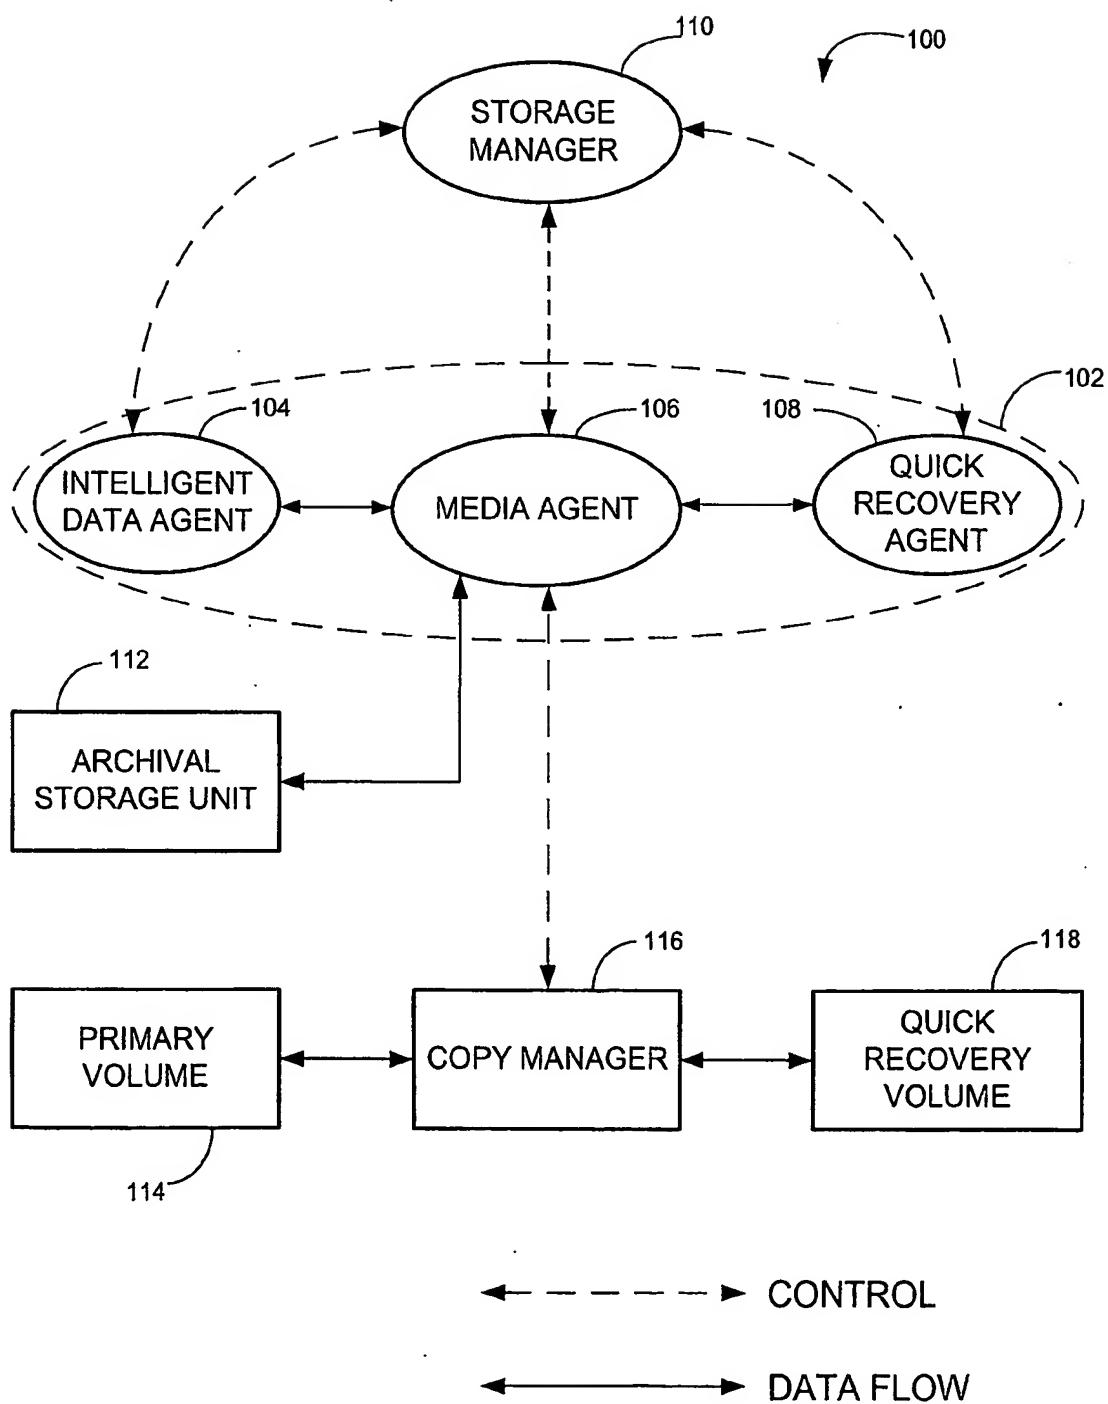 110
100
STORAGE
MANAGER
102
104
106
108
INTELLIGENT
DATA AGENT
MEDIA AGENT
QUICK
RECOVERY
AGENT
112
ARCHIVAL
STORAGE UNIT
116
118
PRIMARY
VOLUME
COPY MANAGER
QUICK
RECOVERY
VOLUME
114
CONTROL
DATA FLOW